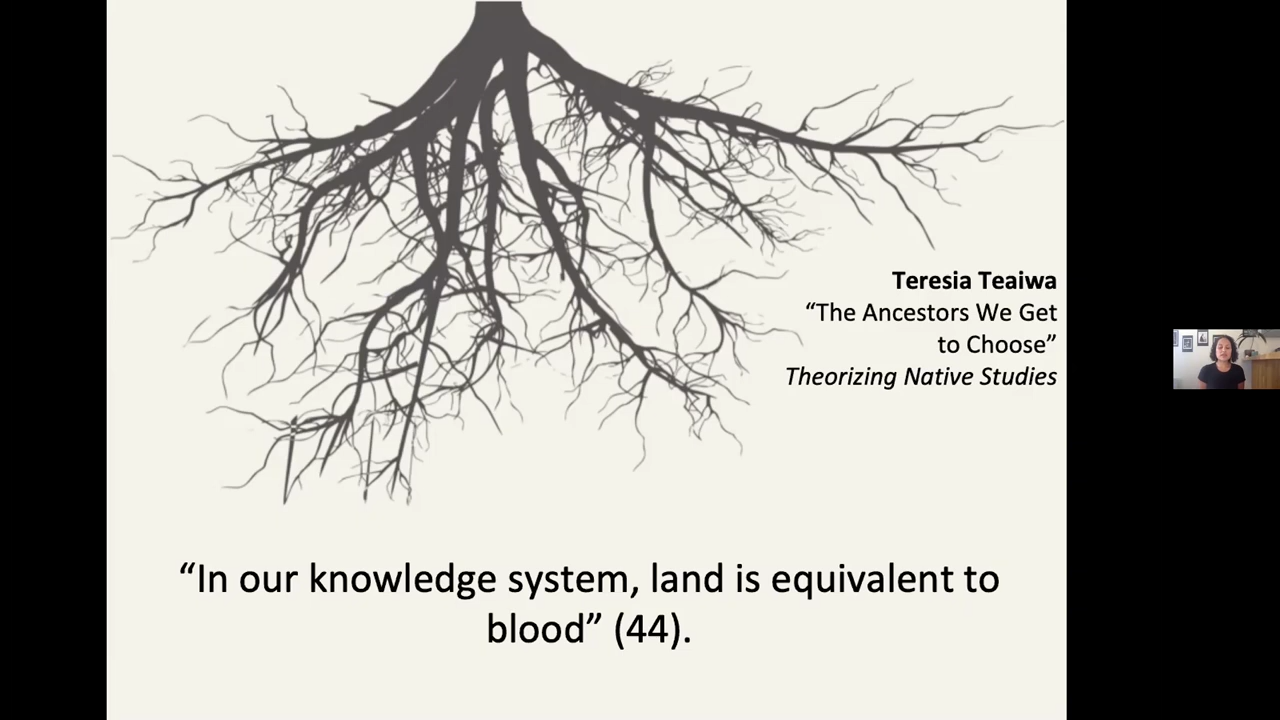 Teresia Teaiwa
“The Ancestors We Get
to Choose”
Theorizing Native Studies
“In our knowledge system, land is equivalent to
blood” (44).